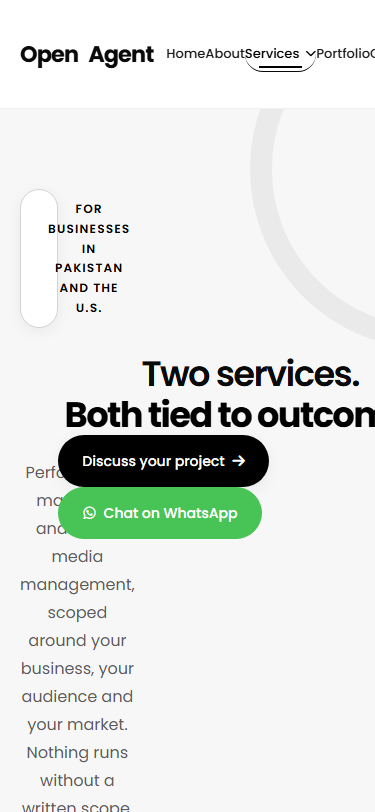 Open Agent
Home About Services Portfolio
FOR
BUSINESSES
IN
PAKISTAN
AND THE
U.S.
Two services.
Both tied to outcom
Discuss your project
Chat on WhatsApp
Perfo
ma
and
media
management,
scoped
around your
business, your
audience and
your market.
Nothing runs
without a
written scope